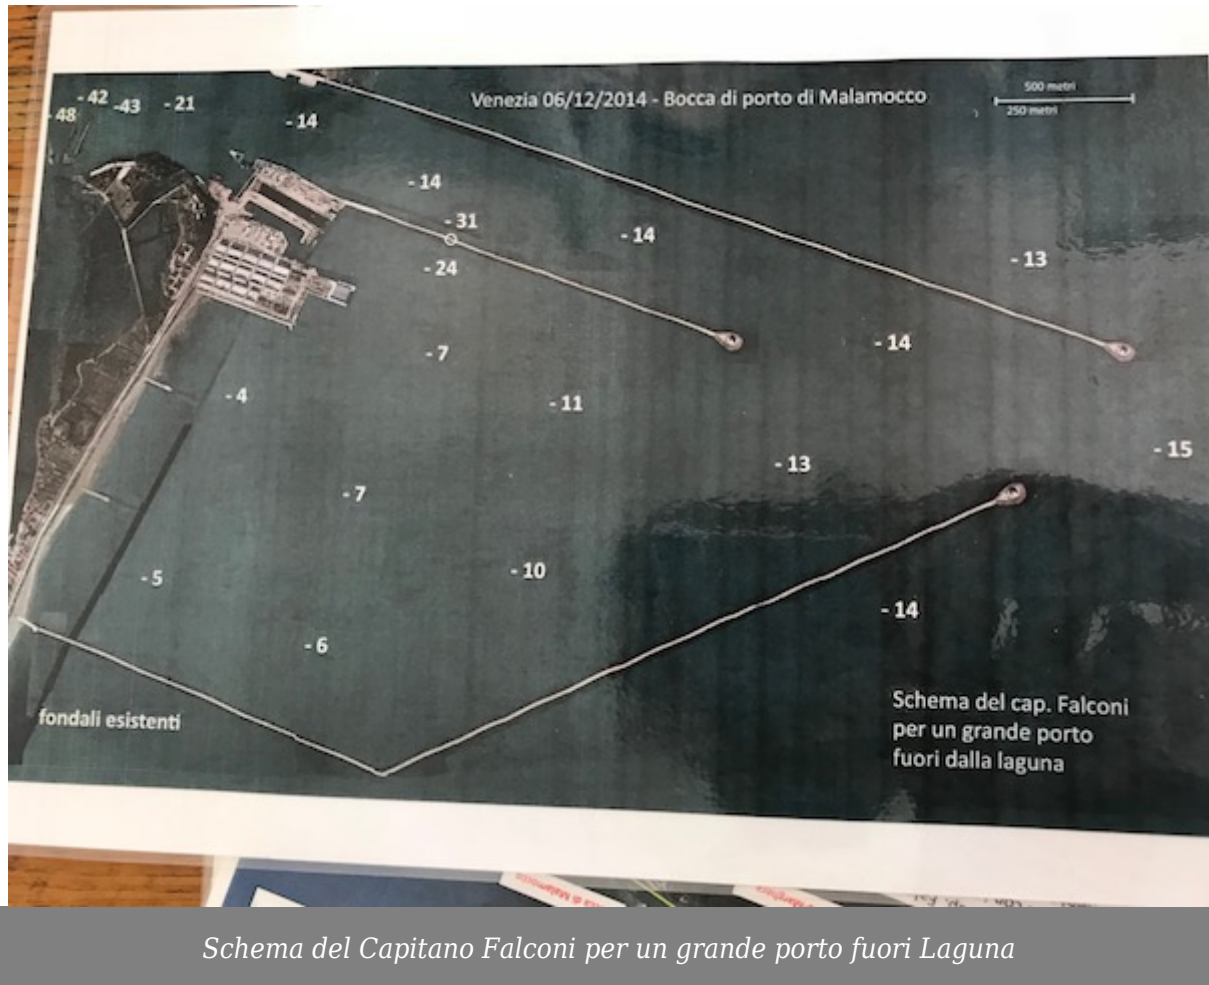 Venezia 06/12/2014 - Bocca di porto di Malamocco
500 metri
250 metri
- 42
- 48
-43
- 21
- 14
- 14
- 31
- 14
- 24
- 13
- 14
- 7
- 4
- 11
- 15
- 13
- 7
- 10
- 5
- 14
- 6
Schema del cap. Falconi
per un grande porto
fuori dalla laguna
fondali esistenti
Schema del Capitano Falconi per un grande porto fuori Laguna